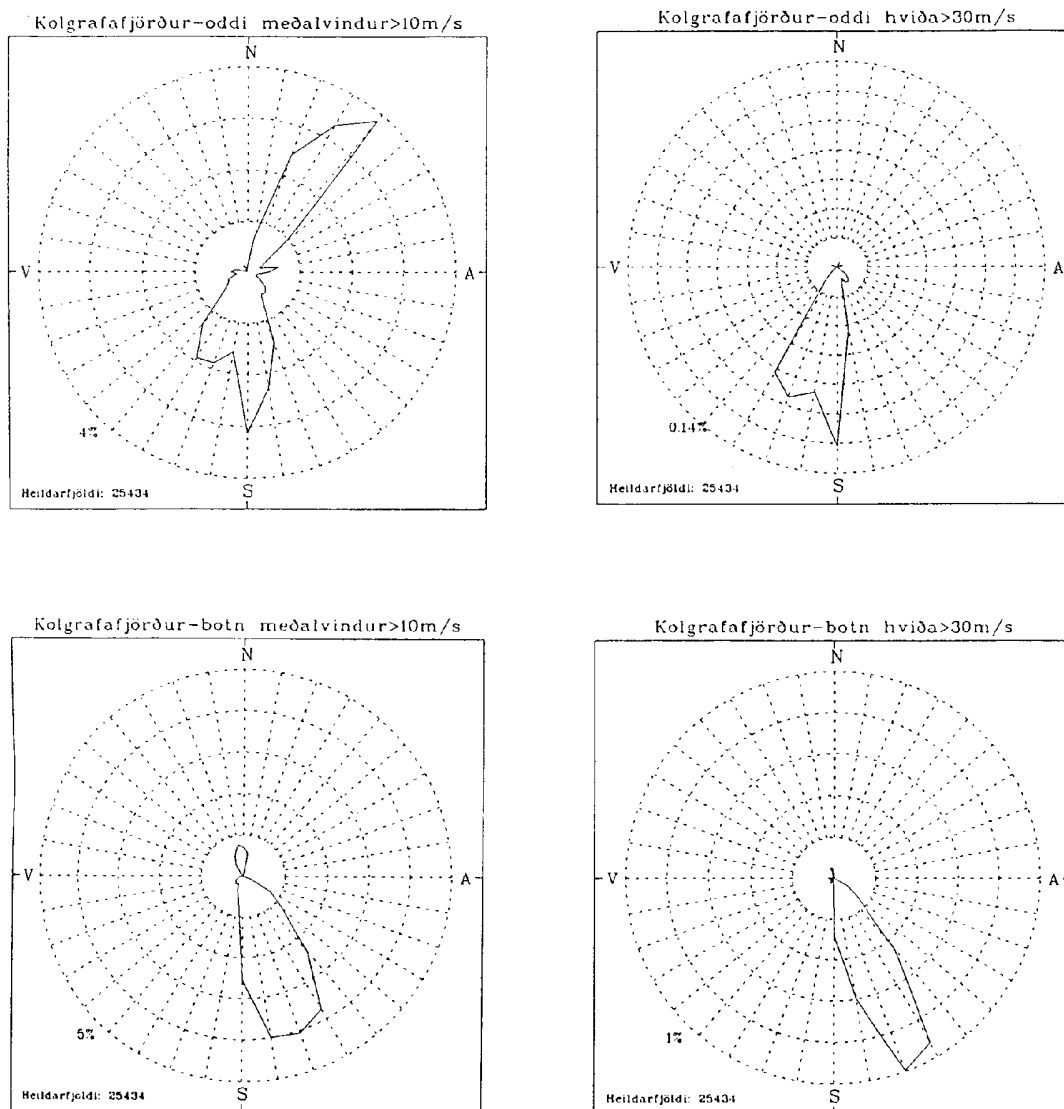 Kolgrafafjörður-oddi meðalvindur>10m/s
N
V
A
4%
S
Heildarfjöldi: 25434
Kolgrafafjörður-oddi hviða>30m/s
N
V
A
0.14%
S
Heildarfjöldi: 25434
Kolgrafafjörður-botn meðalvindur>10m/s
N
V
A
5%
S
Heildarfjöldi: 25434
Kolgrafafjörður-botn hviða>30m/s
N
V
A
1%
S
Heildarfjöldi: 25434